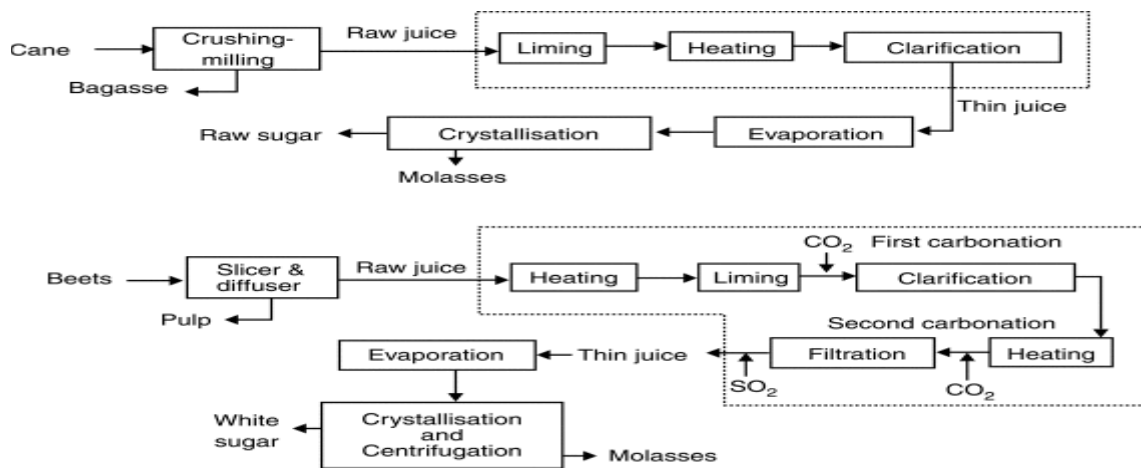 Cane
Crushing-
milling
Raw juice
Liming
Heating
Clarification
Bagasse
Thin juice
Raw sugar
Crystallisation
Evaporation
Molasses
Beets
Slicer &
diffuser
Raw juice
Heating
Liming
CO₂ First carbonation
Clarification
Pulp
Second carbonation
Evaporation
Thin juice
Filtration
Heating
SO₂
CO₂
White
sugar
Crystallisation
and
Centrifugation
Molasses